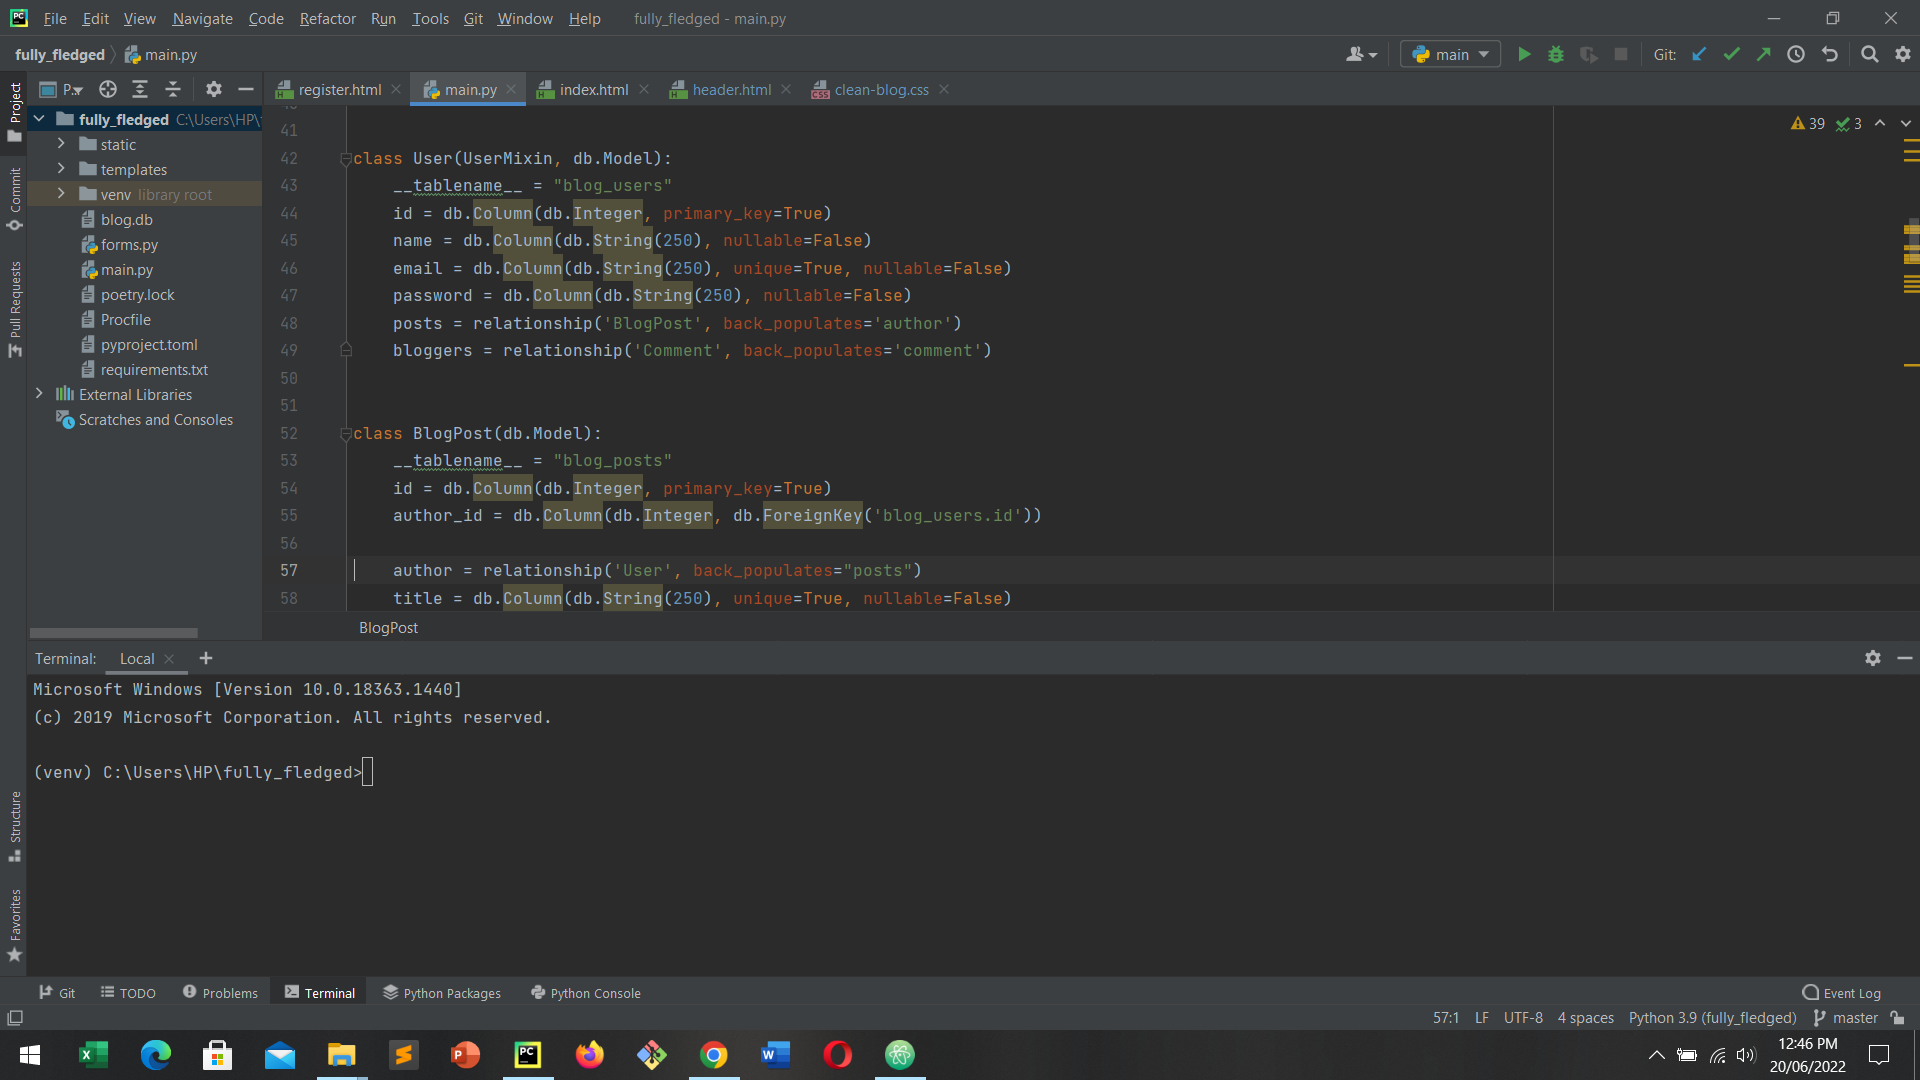 File Edit View Navigate Code Refactor Run Tools Git Window Help fully_fledged - main.py
fully_fledged main.py main Git:
Project P... register.html main.py index.html header.html clean-blog.css
fully_fledged C:\Users\HP\
static
templates
venv library root
blog.db
forms.py
main.py
poetry.lock
Procfile
pyproject.toml
requirements.txt
External Libraries
Scratches and Consoles
Commit
Pull Requests
Structure
Favorites
39 3
41
42 class User(UserMixin, db.Model):
43 __tablename__ = "blog_users"
44 id = db.Column(db.Integer, primary_key=True)
45 name = db.Column(db.String(250), nullable=False)
46 email = db.Column(db.String(250), unique=True, nullable=False)
47 password = db.Column(db.String(250), nullable=False)
48 posts = relationship('BlogPost', back_populates='author')
49 bloggers = relationship('Comment', back_populates='comment')
50
51
52 class BlogPost(db.Model):
53 __tablename__ = "blog_posts"
54 id = db.Column(db.Integer, primary_key=True)
55 author_id = db.Column(db.Integer, db.ForeignKey('blog_users.id'))
56
57 author = relationship('User', back_populates="posts")
58 title = db.Column(db.String(250), unique=True, nullable=False)
BlogPost
Terminal: Local
Microsoft Windows [Version 10.0.18363.1440]
(c) 2019 Microsoft Corporation. All rights reserved.
(venv) C:\Users\HP\fully_fledged>
Git TODO Problems Terminal Python Packages Python Console Event Log
57:1 LF UTF-8 4 spaces Python 3.9 (fully_fledged) master
12:46 PM
20/06/2022